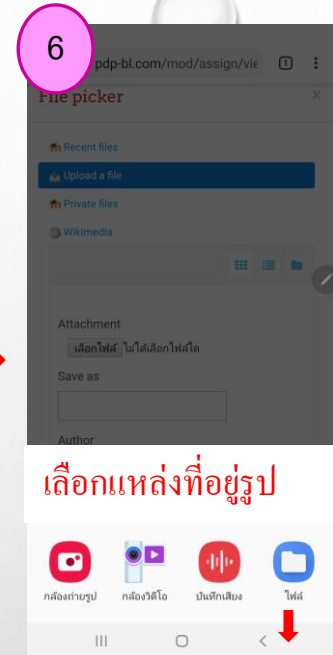 6
pdp-bl.com/mod/assign/vie
1
File picker
×
Recent files
Upload a file
Private files
Wikimedia
Attachment
เลือกไฟล์ ไม่ได้เลือกไฟล์ใด
Save as
Author
เลือกแหล่งที่อยู่รูป
กล้องถ่ายรูป
กล้องวิดีโอ
บันทึกเสียง
ไฟล์